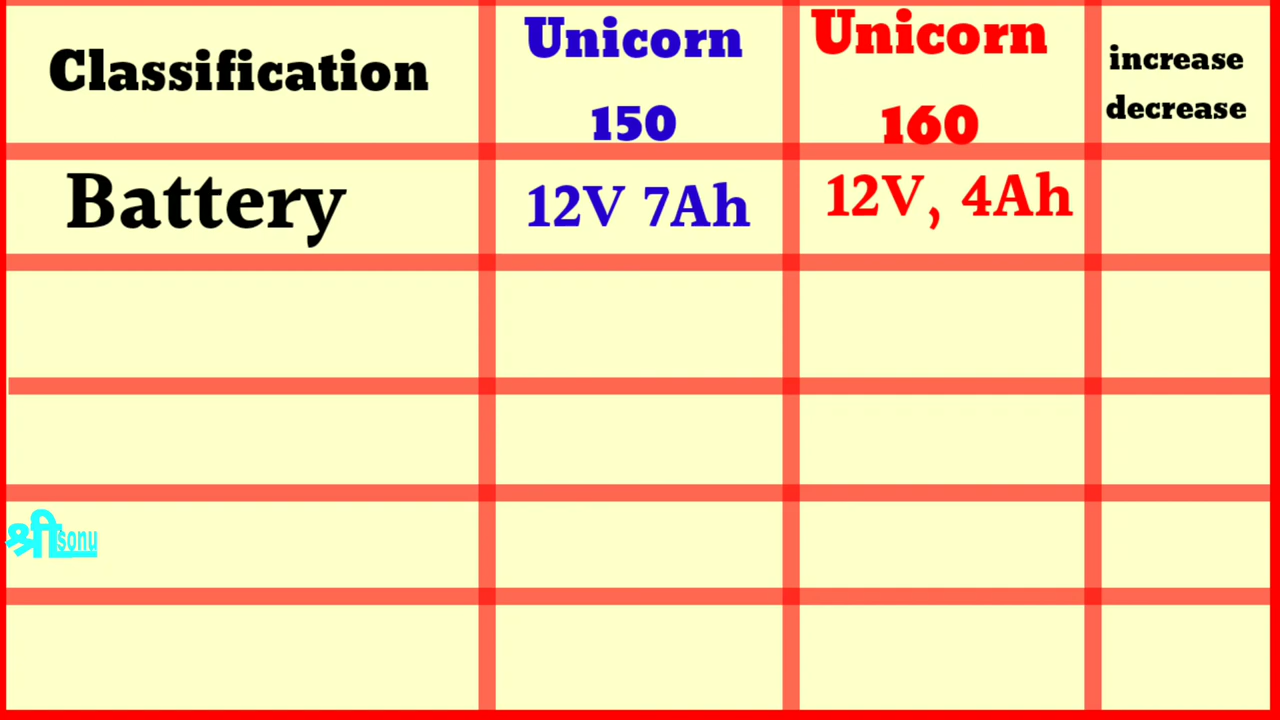 Classification
Unicorn
150
Unicorn
160
increase
decrease
Battery
12V 7Ah
12V, 4Ah
श्री sonu